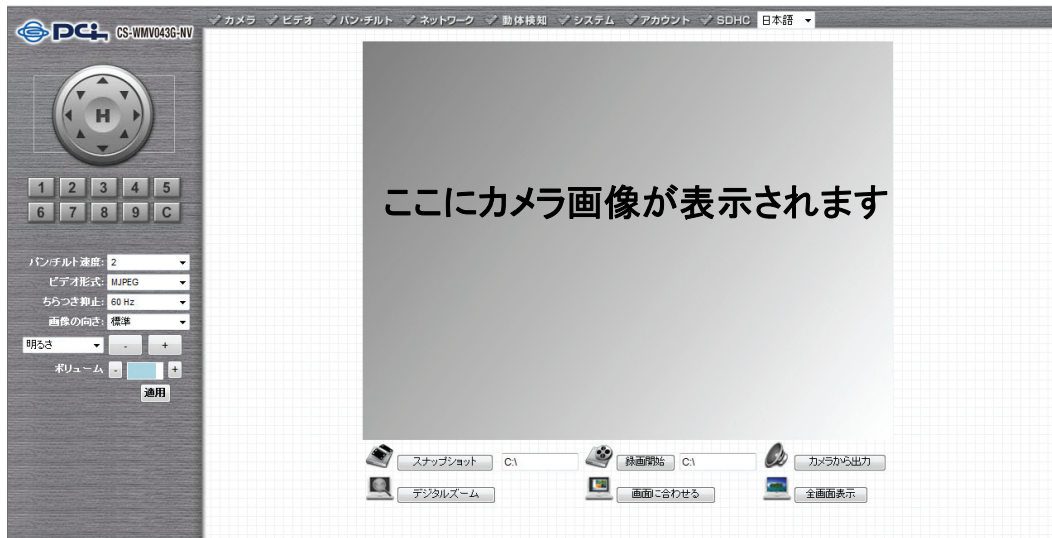 PCi CS-WMV043G-NV
カメラ ビデオ パン・チルト ネットワーク 動体検知 システム アカウント SDHC 日本語
H
1 2 3 4 5
6 7 8 9 C
パン/チルト速度: 2
ビデオ形式: MJPEG
ちらつき抑止: 60 Hz
画像の向き: 標準
明るさ - +
ボリューム - +
適用
ここにカメラ画像が表示されます
スナップショット C:\ 録画開始 C:\ カメラから出力
デジタルズーム 画面に合わせる 全画面表示